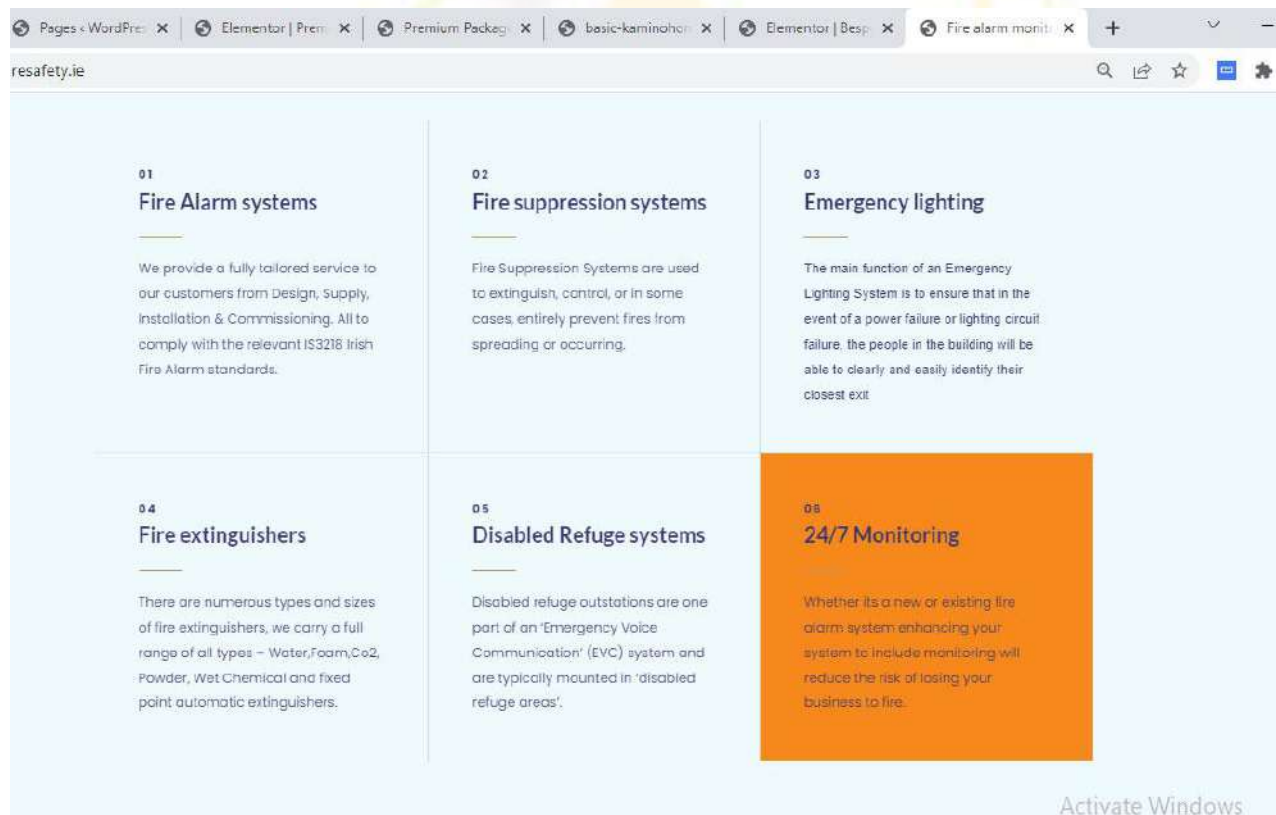 Pages < WordPre
Elementor | Prem
Premium Packag
basic-kaminohom
Elementor | Besp
Fire alarm monit
resafety.ie
01
Fire Alarm systems
We provide a fully tailored service to
our customers from Design, Supply,
Installation & Commissioning. All to
comply with the relevant IS3218 Irish
Fire Alarm standards.
02
Fire suppression systems
Fire Suppression Systems are used
to extinguish, control, or in some
cases, entirely prevent fires from
spreading or occurring.
03
Emergency lighting
The main function of an Emergency
Lighting System is to ensure that in the
event of a power failure or lighting circuit
failure, the people in the building will be
able to clearly and easily identify their
closest exit
04
Fire extinguishers
There are numerous types and sizes
of fire extinguishers, we carry a full
range of all types – Water,Foam,Co2,
Powder, Wet Chemical and fixed
point automatic extinguishers.
05
Disabled Refuge systems
Disabled refuge outstations are one
part of an 'Emergency Voice
Communication' (EVC) system and
are typically mounted in 'disabled
refuge areas'.
06
24/7 Monitoring
Whether its a new or existing fire
alarm system enhancing your
system to include monitoring will
reduce the risk of losing your
business to fire.
Activate Windows